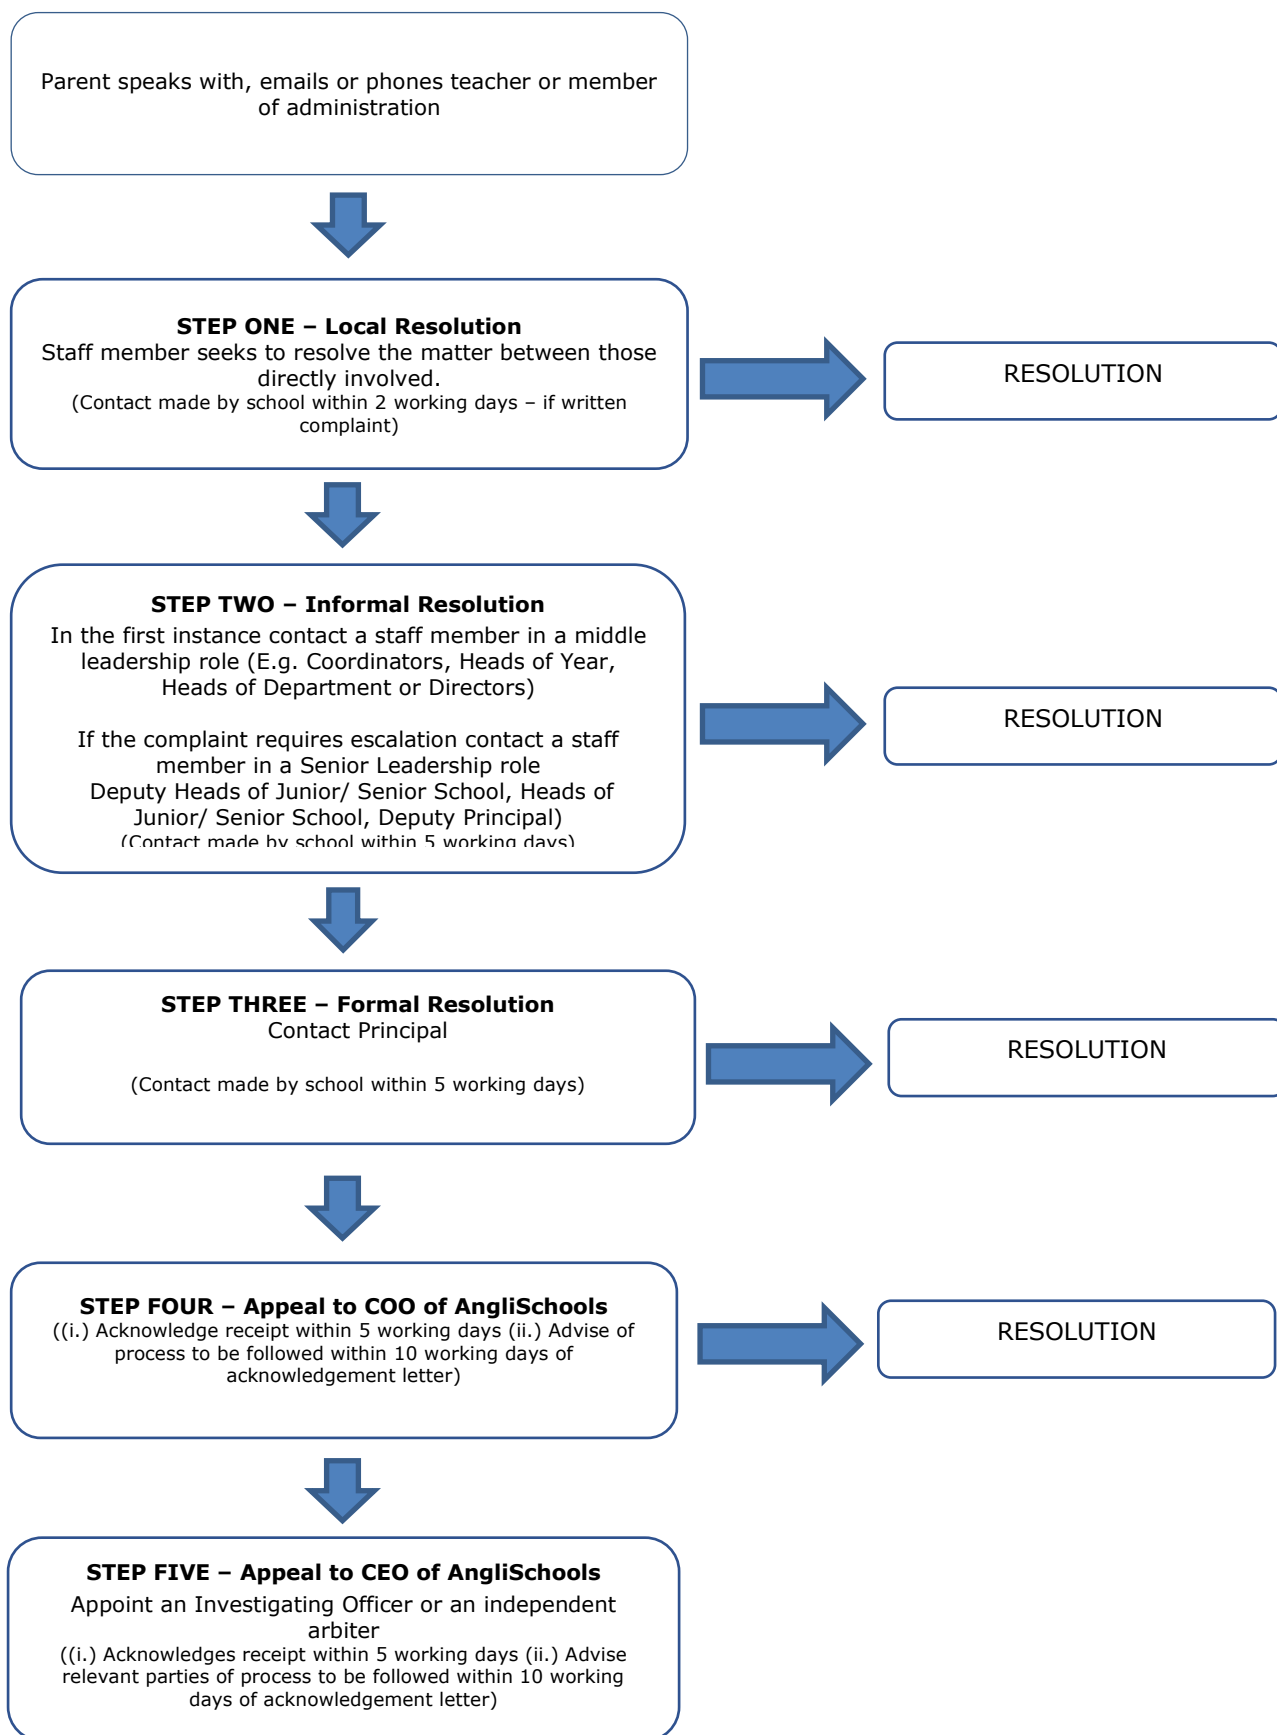 Parent speaks with, emails or phones teacher or member
of administration
STEP ONE – Local Resolution
Staff member seeks to resolve the matter between those
directly involved.
(Contact made by school within 2 working days – if written
complaint)
RESOLUTION
STEP TWO – Informal Resolution
In the first instance contact a staff member in a middle
leadership role (E.g. Coordinators, Heads of Year,
Heads of Department or Directors)
If the complaint requires escalation contact a staff
member in a Senior Leadership role
Deputy Heads of Junior/ Senior School, Heads of
Junior/ Senior School, Deputy Principal)
(Contact made by school within 5 working days)
RESOLUTION
STEP THREE – Formal Resolution
Contact Principal
(Contact made by school within 5 working days)
RESOLUTION
STEP FOUR – Appeal to COO of AngliSchools
((i.) Acknowledge receipt within 5 working days (ii.) Advise of
process to be followed within 10 working days of
acknowledgement letter)
RESOLUTION
STEP FIVE – Appeal to CEO of AngliSchools
Appoint an Investigating Officer or an independent
arbiter
((i.) Acknowledges receipt within 5 working days (ii.) Advise
relevant parties of process to be followed within 10 working
days of acknowledgement letter)